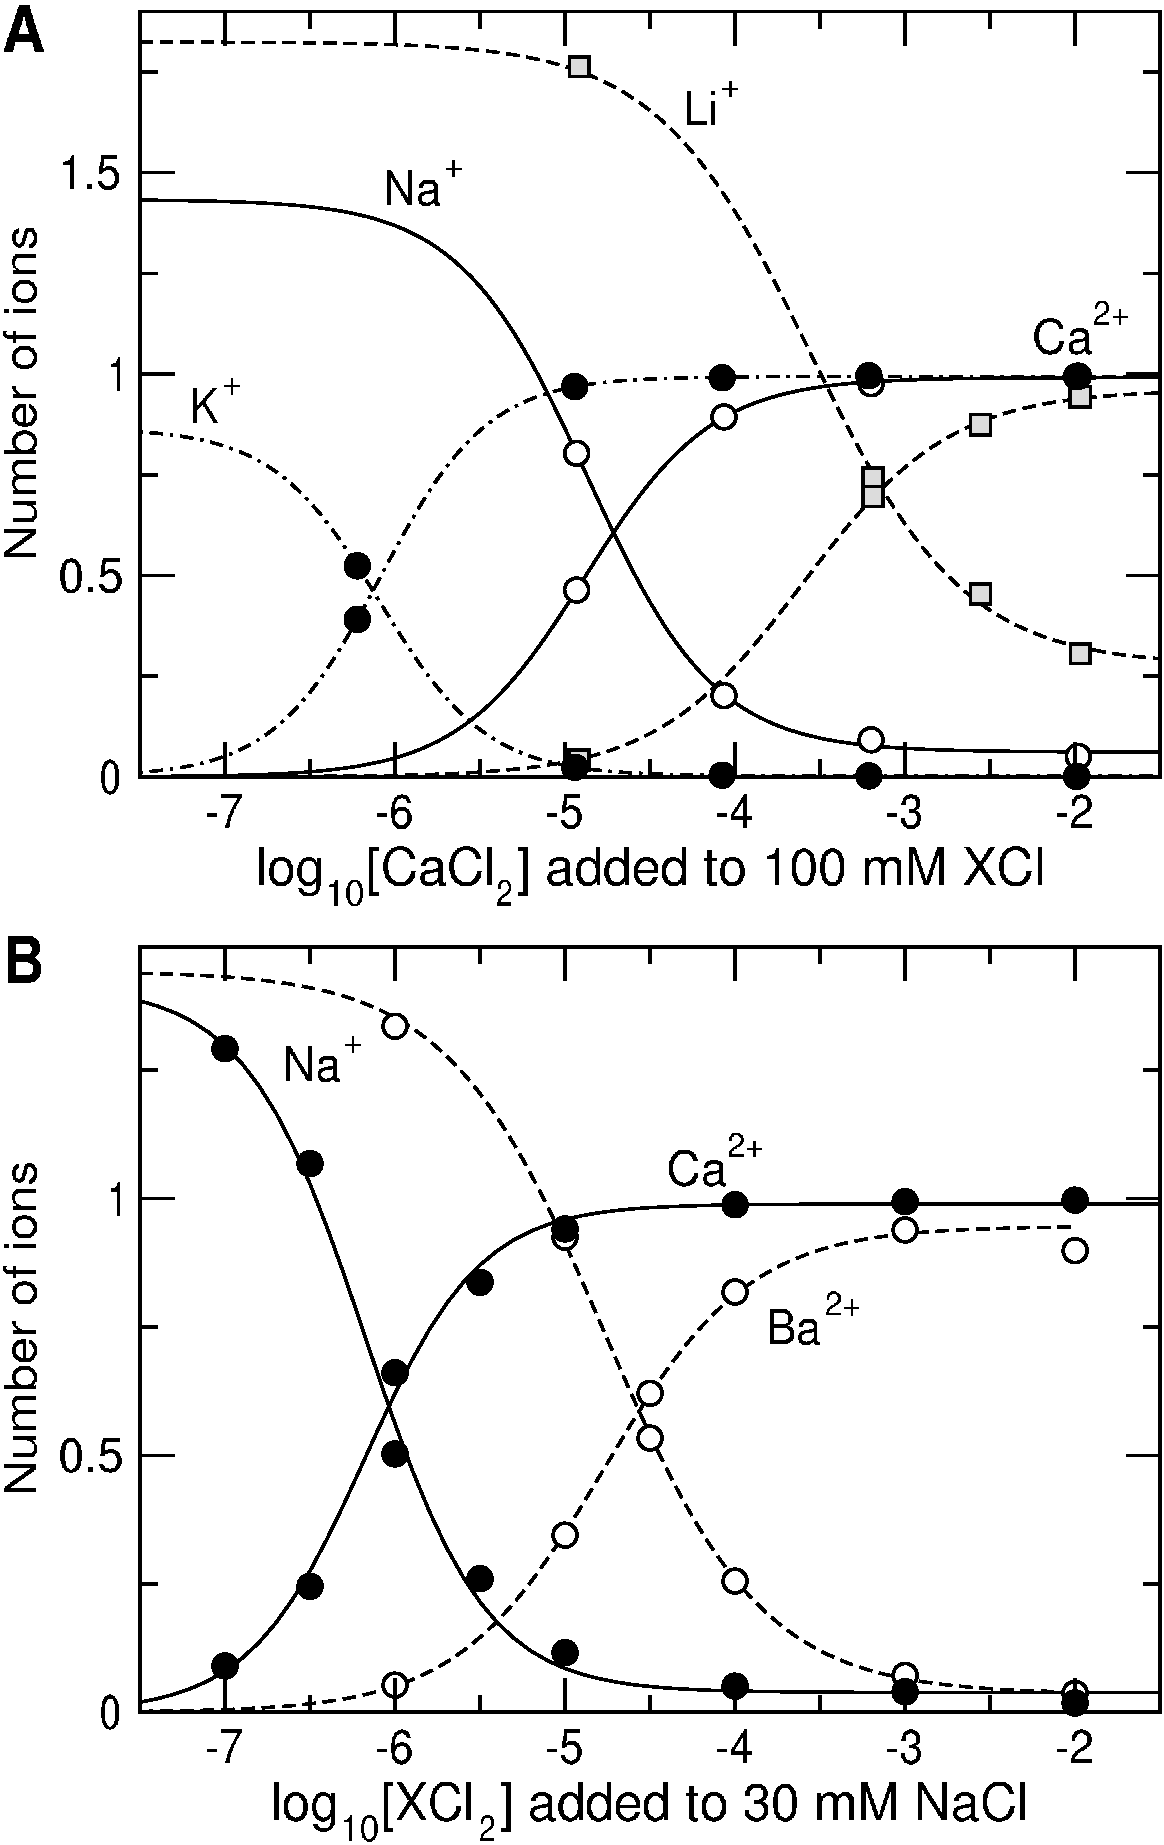 A
Li⁺
1.5
Na⁺
Ca²⁺
1
K⁺
Number of ions
0.5
0
-7 -6 -5 -4 -3 -2
log₁₀[CaCl₂] added to 100 mM XCl
B
Na⁺
Ca²⁺
1
Ba²⁺
Number of ions
0.5
0
-7 -6 -5 -4 -3 -2
log₁₀[XCl₂] added to 30 mM NaCl